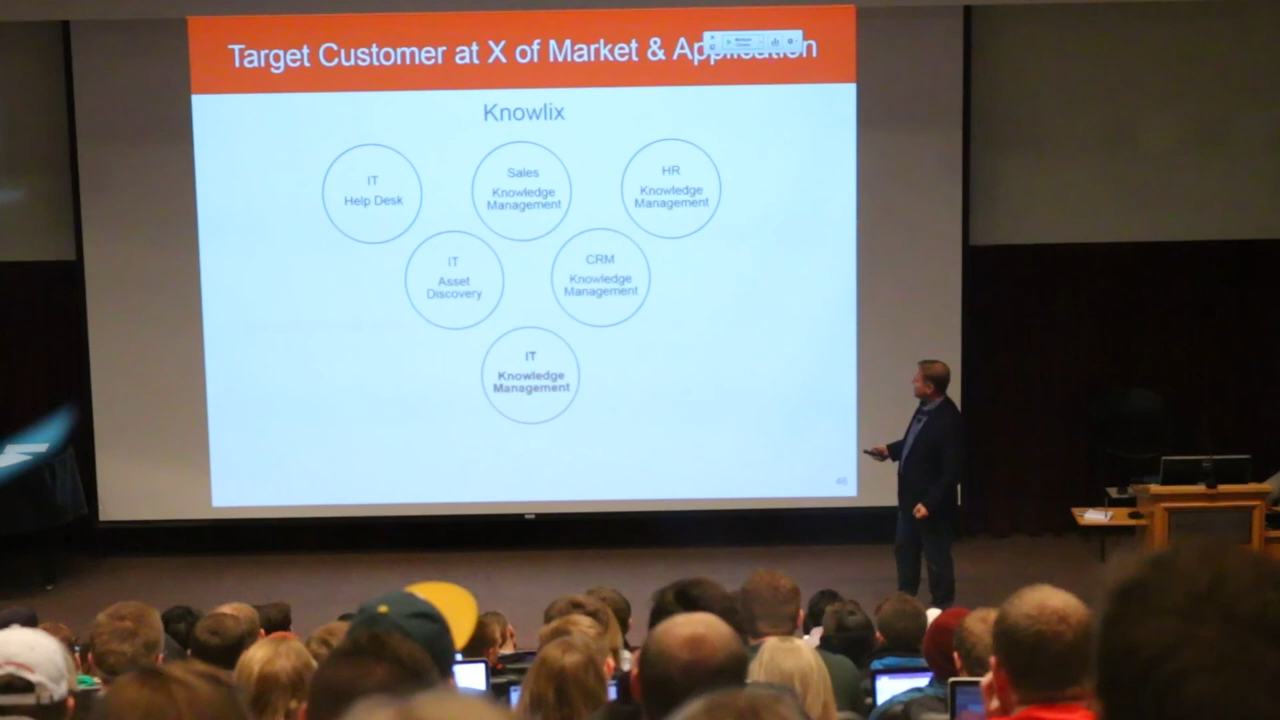 Target Customer at X of Market & Application
Knowlix
IT
Help Desk
Sales
Knowledge
Management
HR
Knowledge
Management
IT
Asset
Discovery
CRM
Knowledge
Management
IT
Knowledge
Management
46